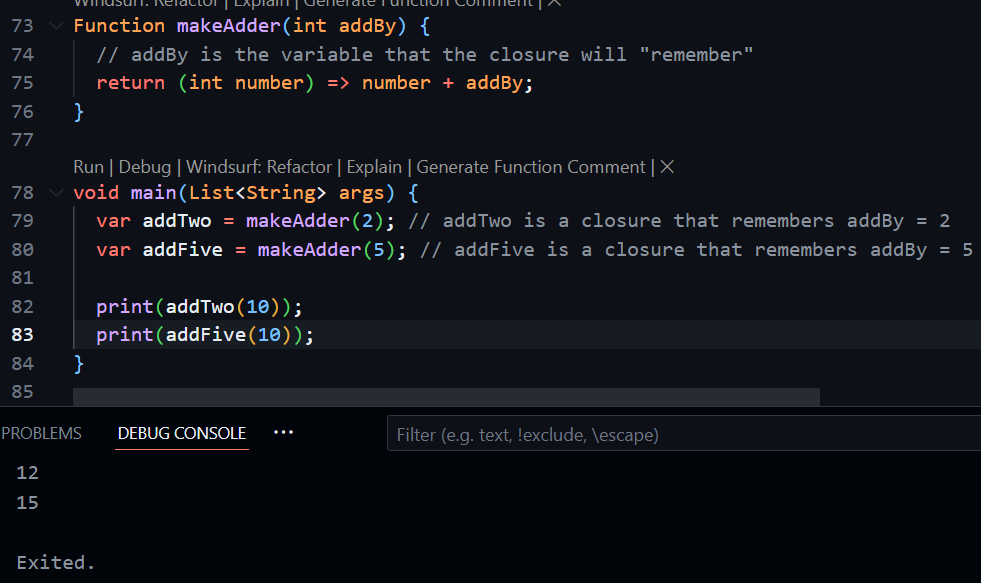 Windsurf: Refactor | Explain | Generate Function Comment | ×
73 Function makeAdder(int addBy) {
74 // addBy is the variable that the closure will "remember"
75 return (int number) => number + addBy;
76 }
77
Run | Debug | Windsurf: Refactor | Explain | Generate Function Comment | ×
78 void main(List<String> args) {
79 var addTwo = makeAdder(2); // addTwo is a closure that remembers addBy = 2
80 var addFive = makeAdder(5); // addFive is a closure that remembers addBy = 5
81
82 print(addTwo(10));
83 print(addFive(10));
84 }
85
PROBLEMS DEBUG CONSOLE ··· Filter (e.g. text, !exclude, \escape)
12
15
Exited.